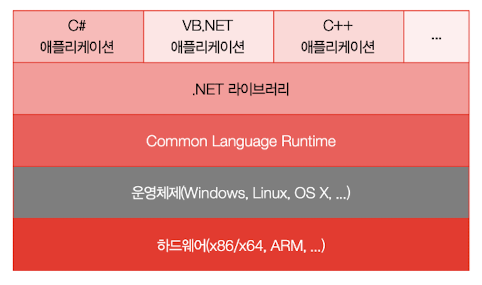 C#
애플리케이션
VB.NET
애플리케이션
C++
애플리케이션
...
.NET 라이브러리
Common Language Runtime
운영체제(Windows, Linux, OS X, ...)
하드웨어(x86/x64, ARM, ...)